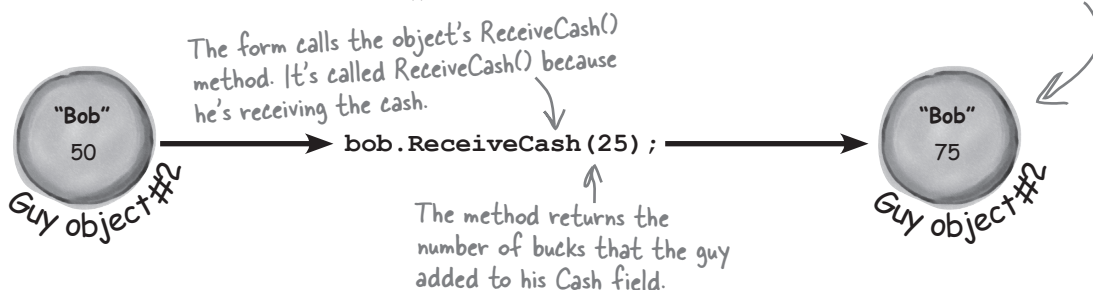 The form calls the object's ReceiveCash()
method. It's called ReceiveCash() because
he's receiving the cash.
"Bob"
50
Guy object #2
bob.ReceiveCash(25);
"Bob"
75
Guy object #2
The method returns the
number of bucks that the guy
added to his Cash field.